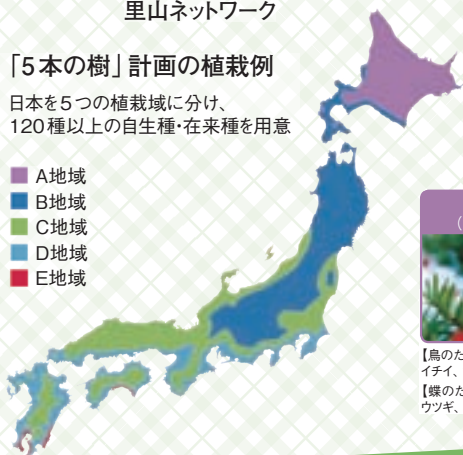 里山ネットワーク
「5本の樹」計画の植栽例
日本を5つの植栽域に分け、
120種以上の自生種・在来種を用意
A地域
B地域
C地域
D地域
E地域
(
【鳥のた
イチイ、
【蝶のた
ウツギ、